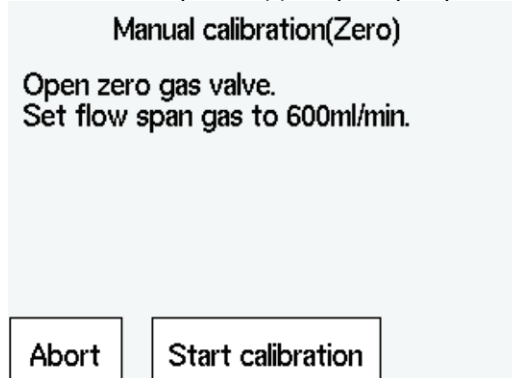 Manual calibration(Zero)
Open zero gas valve.
Set flow span gas to 600ml/min.
Abort
Start calibration